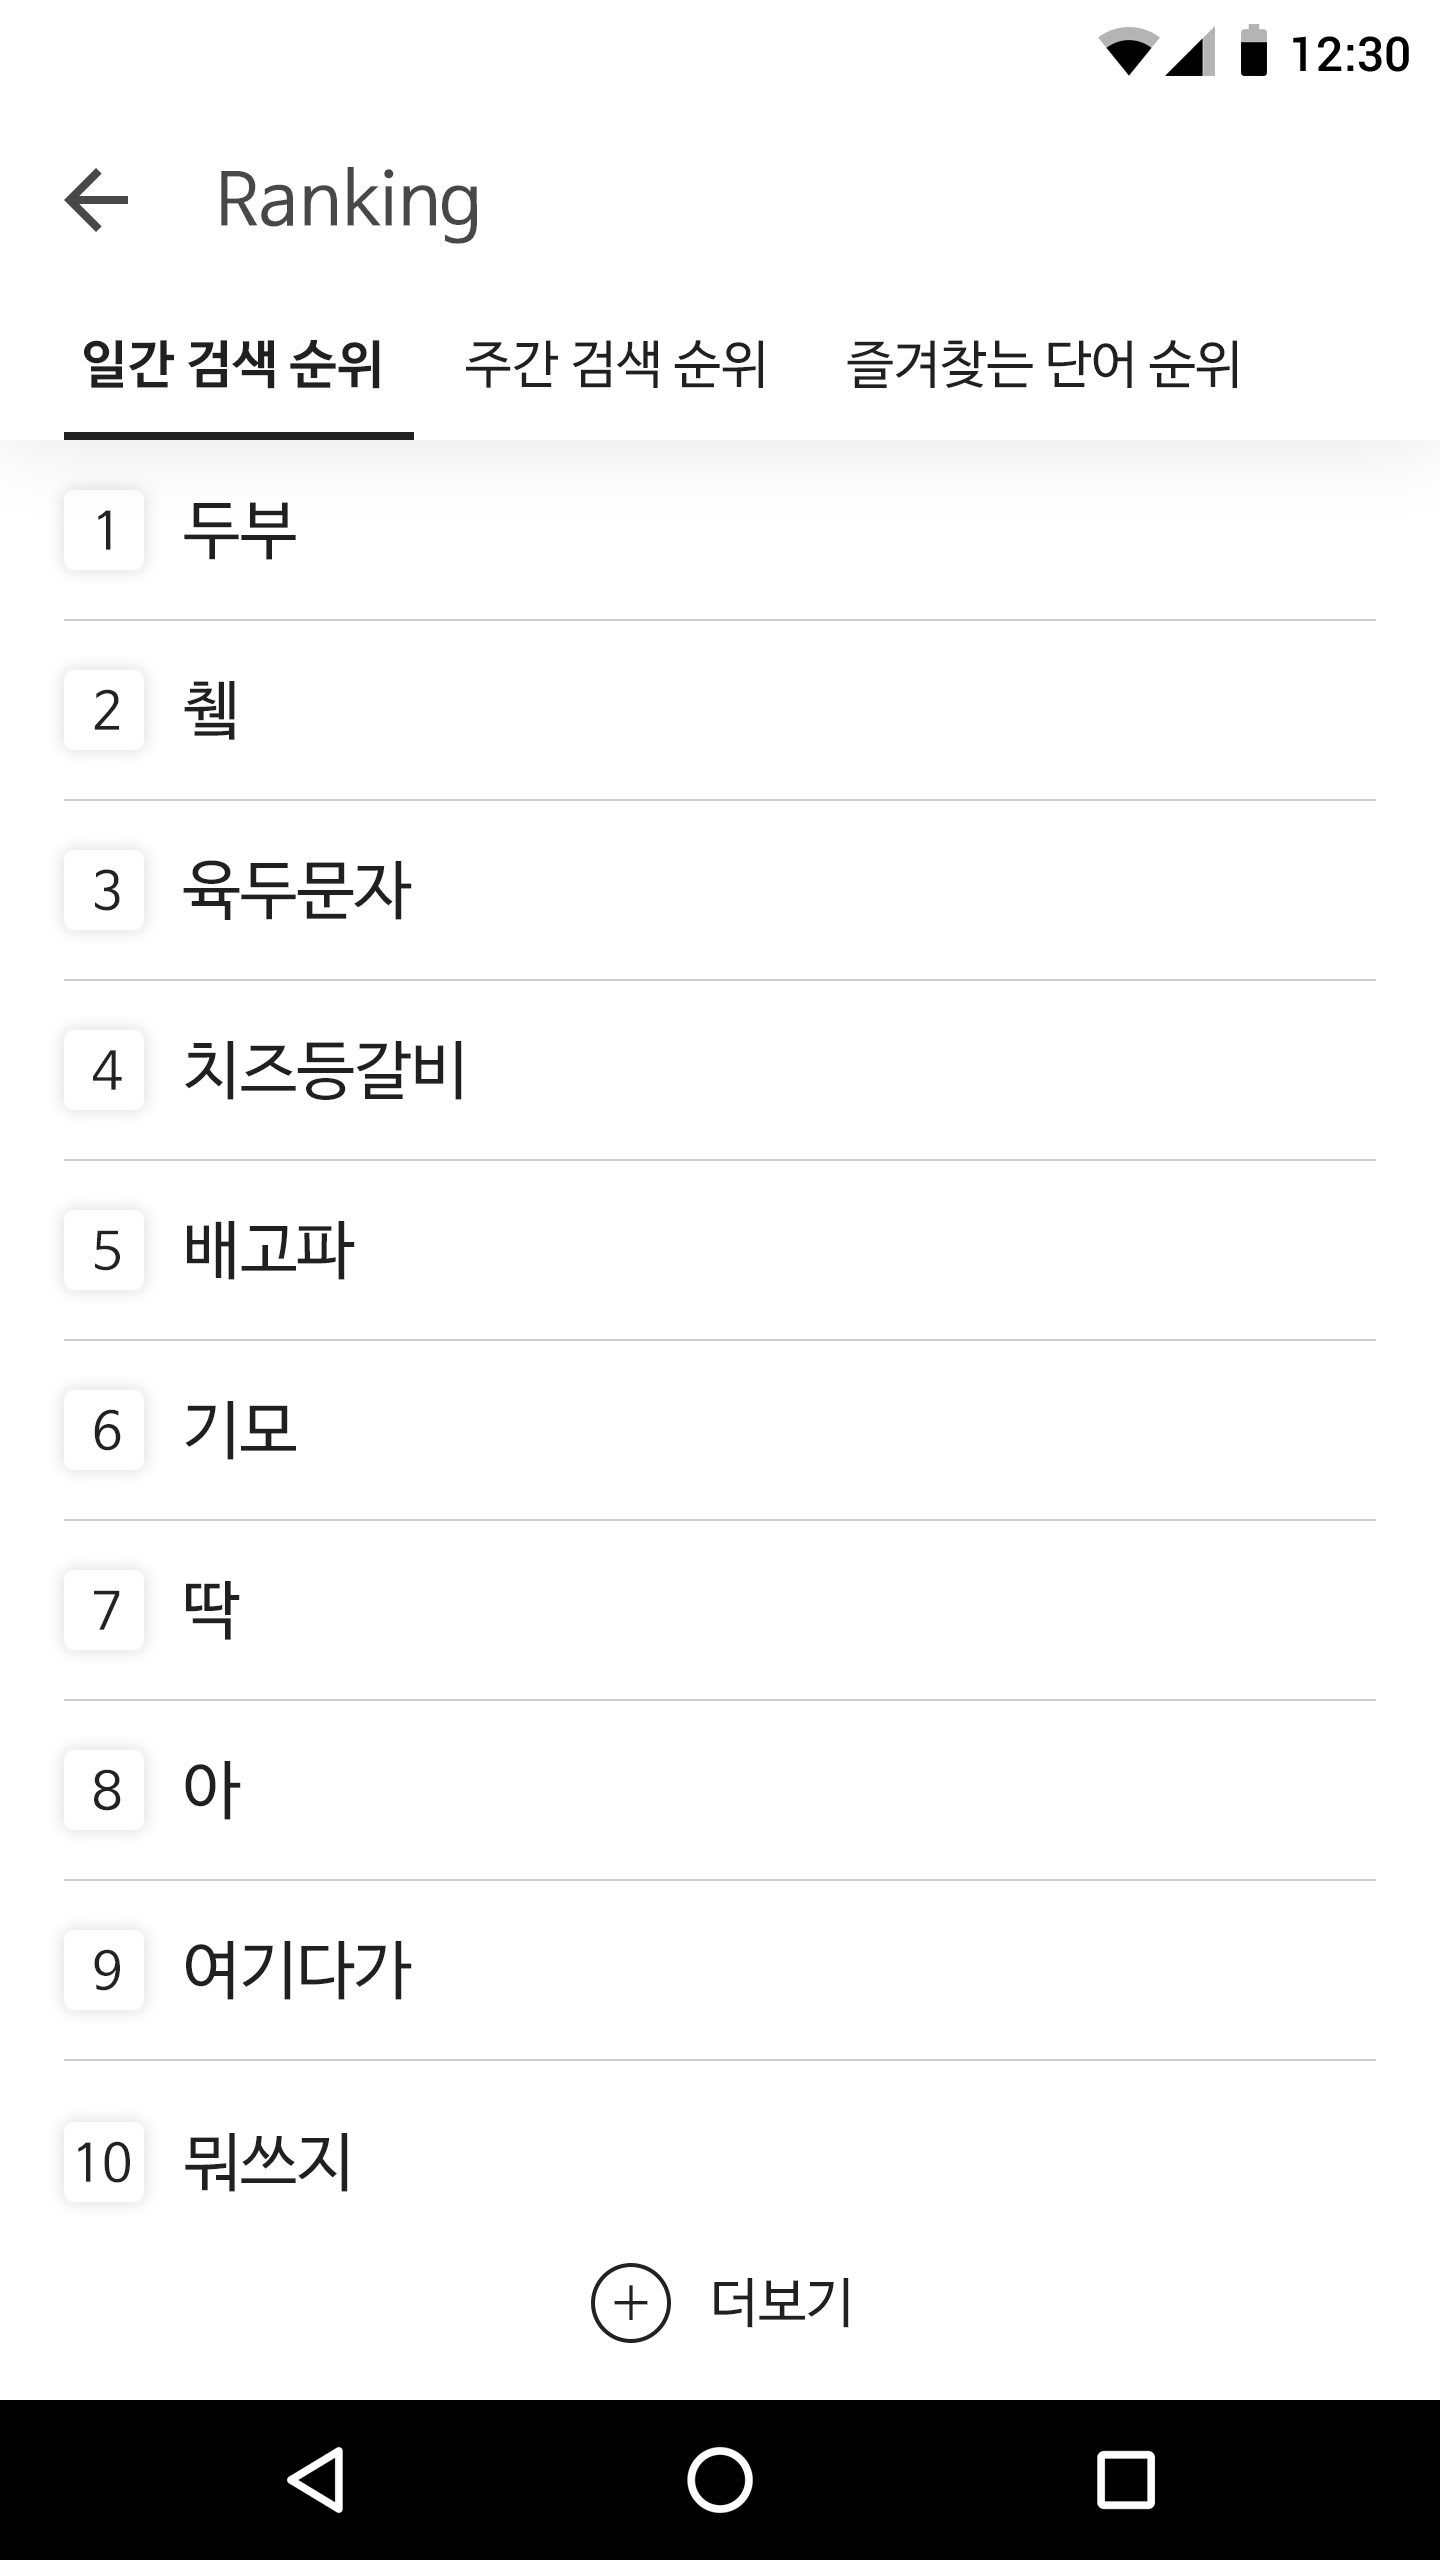 12:30
Ranking
일간 검색 순위 주간 검색 순위 즐겨찾는 단어 순위
1 두부
2
3 육두문자
4 치즈등갈비
5 배고파
6 기모
7 딱
8 아
9 여기다가
10 뭐쓰지
더보기